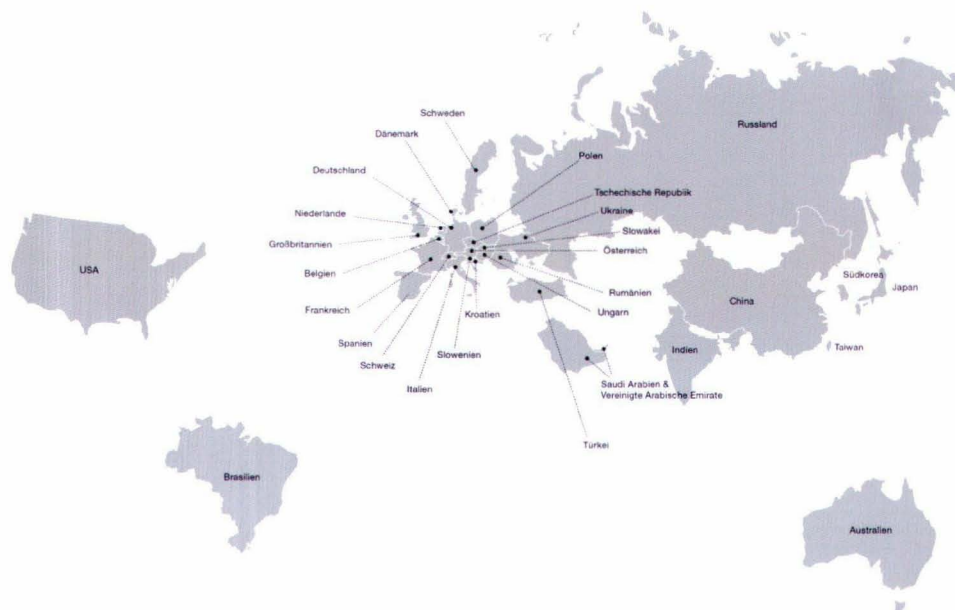 Schweden
Dänemark
Russland
Deutschland
Polen
Tschechische Republik
Niederlande
Ukraine
Slowakei
Großbritannien
Österreich
USA
Belgien
Südkorea
Japan
Rumänien
China
Frankreich
Kroatien
Ungarn
Spanien
Slowenien
Taiwan
Indien
Schweiz
Italien
Saudi Arabien &
Vereinigte Arabische Emirate
Türkei
Brasilien
Australien